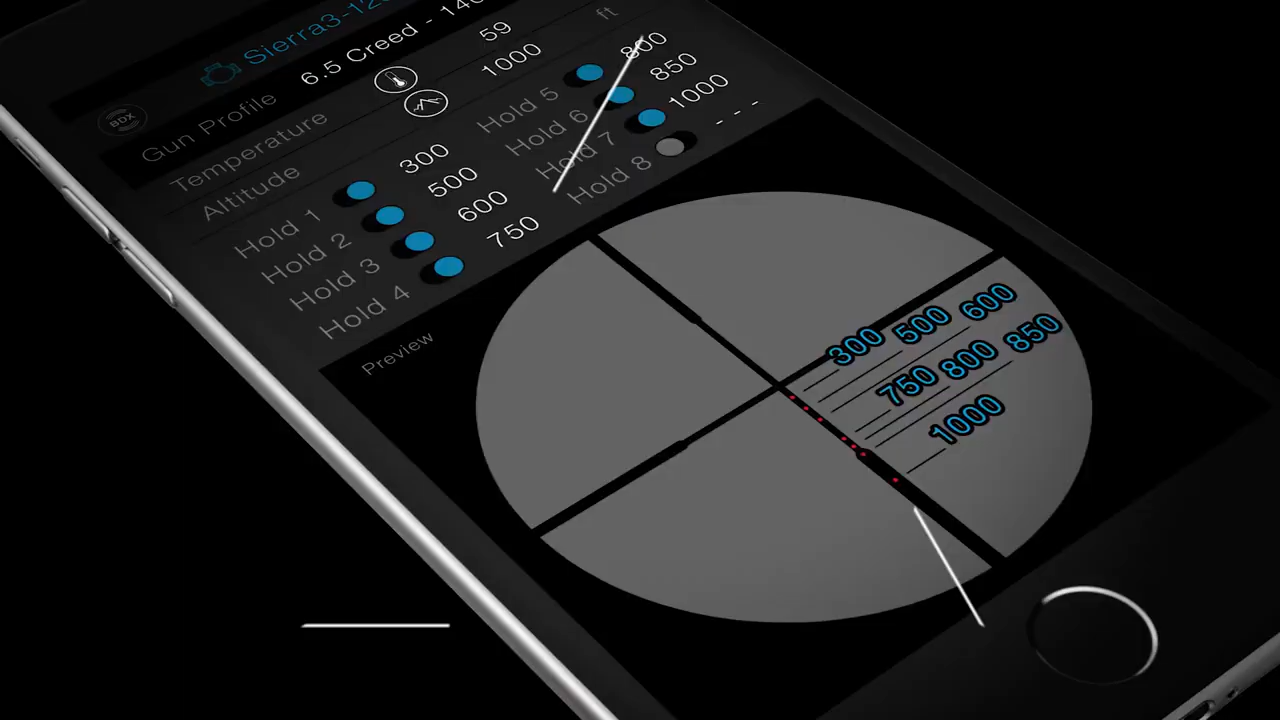 Sierra3-
BDX
Gun Profile 6.5 Creed - 140
Temperature 59
Altitude 1000 ft
Hold 1 300
Hold 2 500
Hold 3 600
Hold 4 750
Hold 5 800
Hold 6 850
Hold 7 1000
Hold 8 - - -
Preview
300 500 600
750 800 850
1000